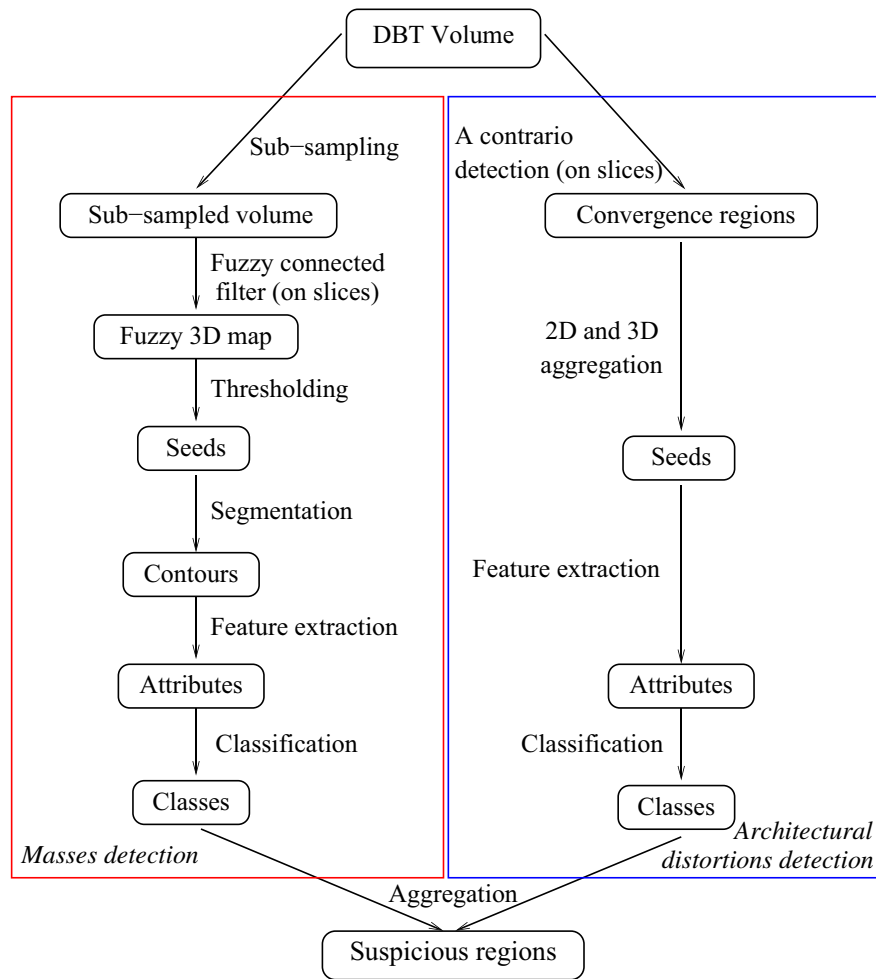 DBT Volume
Sub−sampling
Sub−sampled volume
Fuzzy connected
filter (on slices)
Fuzzy 3D map
Thresholding
Seeds
Segmentation
Contours
Feature extraction
Attributes
Classification
Classes
Masses detection
A contrario
detection (on slices)
Convergence regions
2D and 3D
aggregation
Seeds
Feature extraction
Attributes
Classification
Classes
Architectural
distortions detection
Aggregation
Suspicious regions